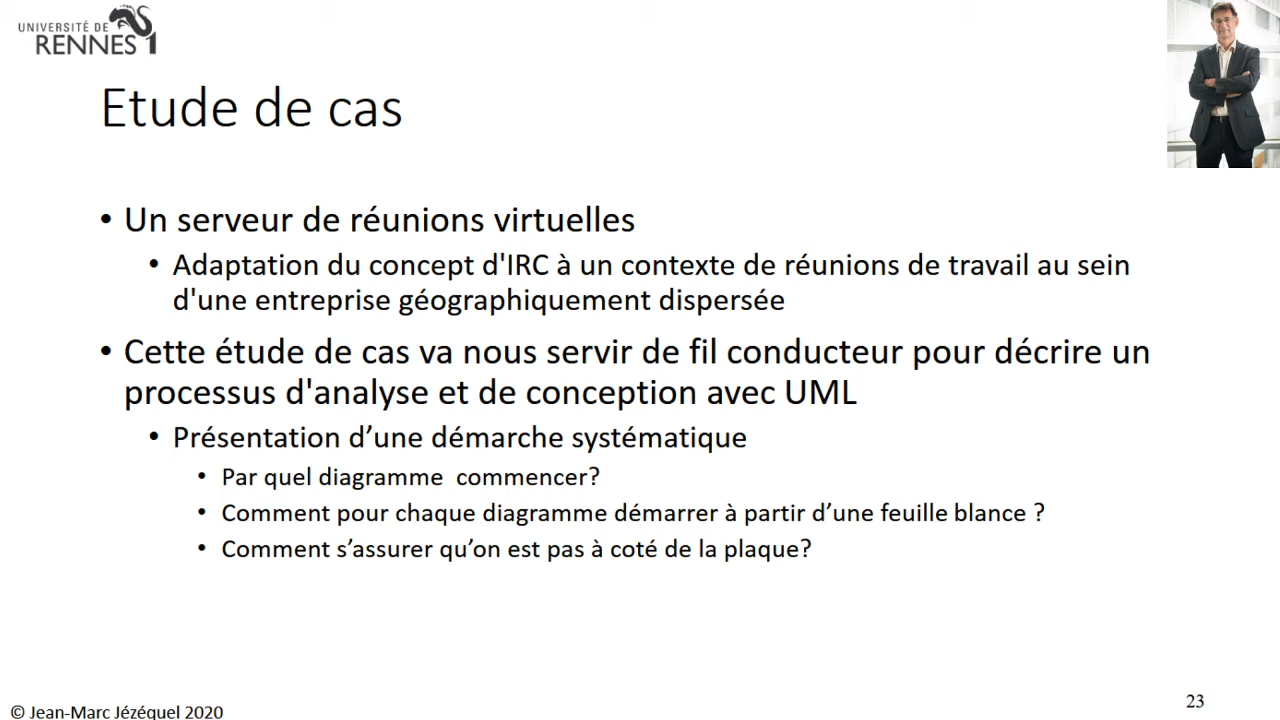 UNIVERSITÉ DE
RENNES 1
Etude de cas
• Un serveur de réunions virtuelles
• Adaptation du concept d'IRC à un contexte de réunions de travail au sein
d'une entreprise géographiquement dispersée
• Cette étude de cas va nous servir de fil conducteur pour décrire un
processus d'analyse et de conception avec UML
• Présentation d’une démarche systématique
• Par quel diagramme  commencer?
• Comment pour chaque diagramme démarrer à partir d’une feuille blanche ?
• Comment s’assurer qu’on est pas à coté de la plaque?
© Jean-Marc Jézéquel 2020
23